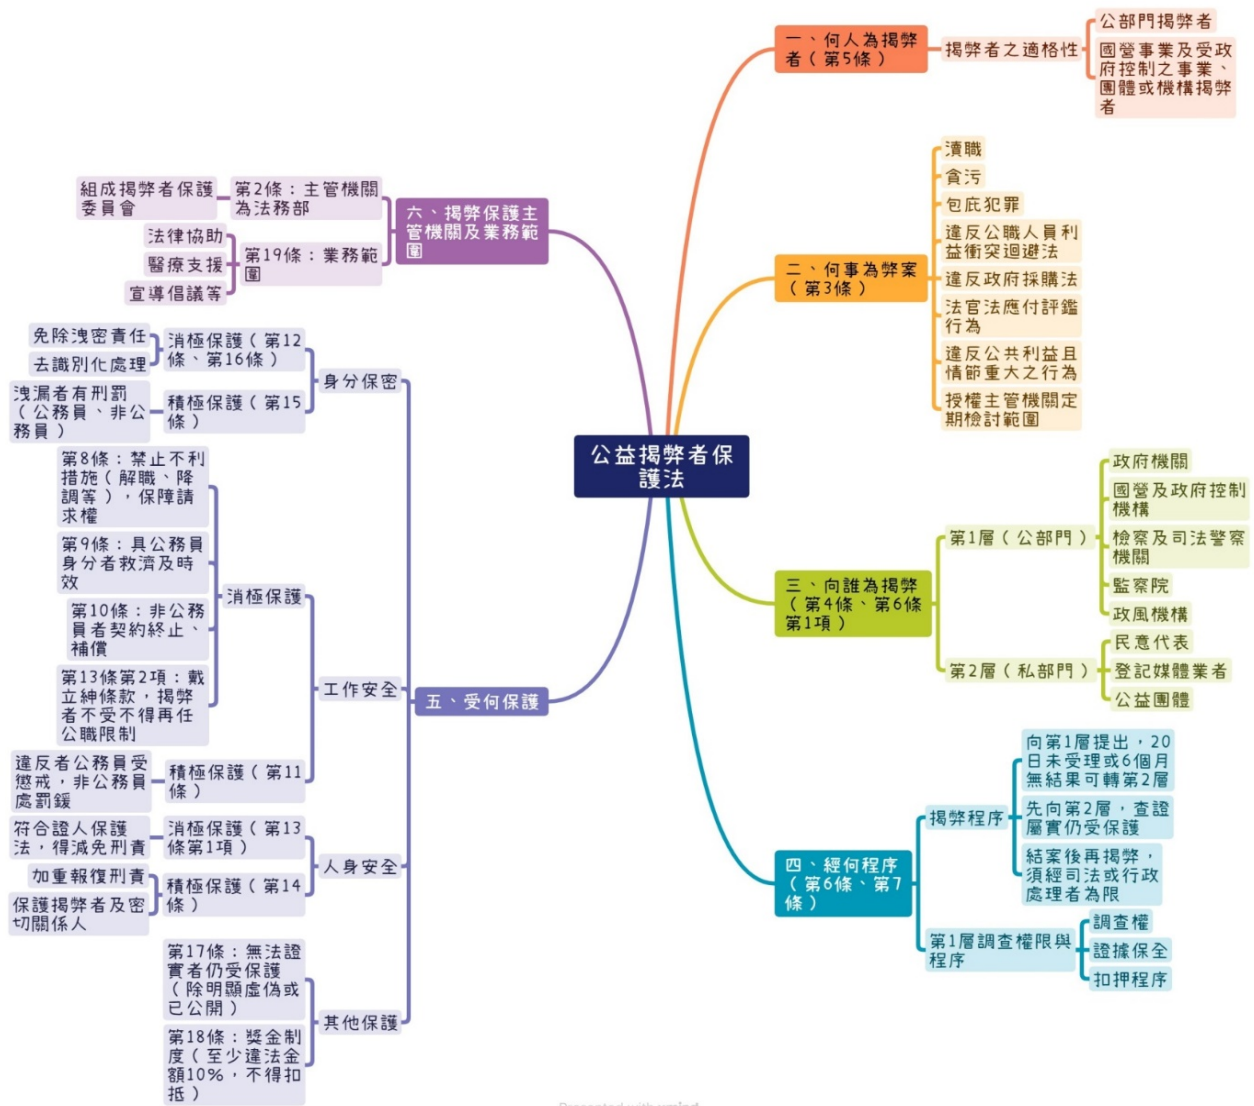 公益揭弊者保
護法
一、何人為揭弊
者（第5條）
揭弊者之適格性
公部門揭弊者
國營事業及受政
府控制之事業、
團體或機構揭弊
者
二、何事為弊案
（第3條）
瀆職
貪污
包庇犯罪
違反公職人員利
益衝突迴避法
違反政府採購法
法官法應付評鑑
行為
違反公共利益且
情節重大之行為
授權主管機關定
期檢討範圍
三、向誰為揭弊
（第4條、第6條
第1項）
第1層（公部門）
政府機關
國營及政府控制
機構
檢察及司法警察
機關
監察院
政風機構
第2層（私部門）
民意代表
登記媒體業者
公益團體
四、經何程序
（第6條、第7
條）
揭弊程序
向第1層提出，20
日未受理或6個月
無結果可轉第2層
先向第2層，查證
屬實仍受保護
結案後再揭弊，
須經司法或行政
處理者為限
第1層調查權限與
程序
調查權
證據保全
扣押程序
五、受何保護
身分保密
消極保護（第12
條、第16條）
免除洩密責任
去識別化處理
積極保護（第15
條）
洩漏者有刑罰
（公務員、非公
務員）
工作安全
消極保護
第8條：禁止不利
措施（解職、降
調等），保障請
求權
第9條：具公務員
身分者救濟及時
效
第10條：非公務
員者契約終止、
補償
第13條第2項：戴
立紳條款，揭弊
者不受不得再任
公職限制
積極保護（第11
條）
違反者公務員受
懲戒，非公務員
處罰鍰
人身安全
消極保護（第13
條第1項）
符合證人保護
法，得減免刑責
積極保護（第14
條）
加重報復刑責
保護揭弊者及密
切關係人
其他保護
第17條：無法證
實者仍受保護
（除明顯虛偽或
已公開）
第18條：獎金制
度（至少違法金
額10%，不得扣
抵）
六、揭弊保護主
管機關及業務範
圍
第2條：主管機關
為法務部
組成揭弊者保護
委員會
第19條：業務範
圍
法律協助
醫療支援
宣導倡議等
Presented with xmind